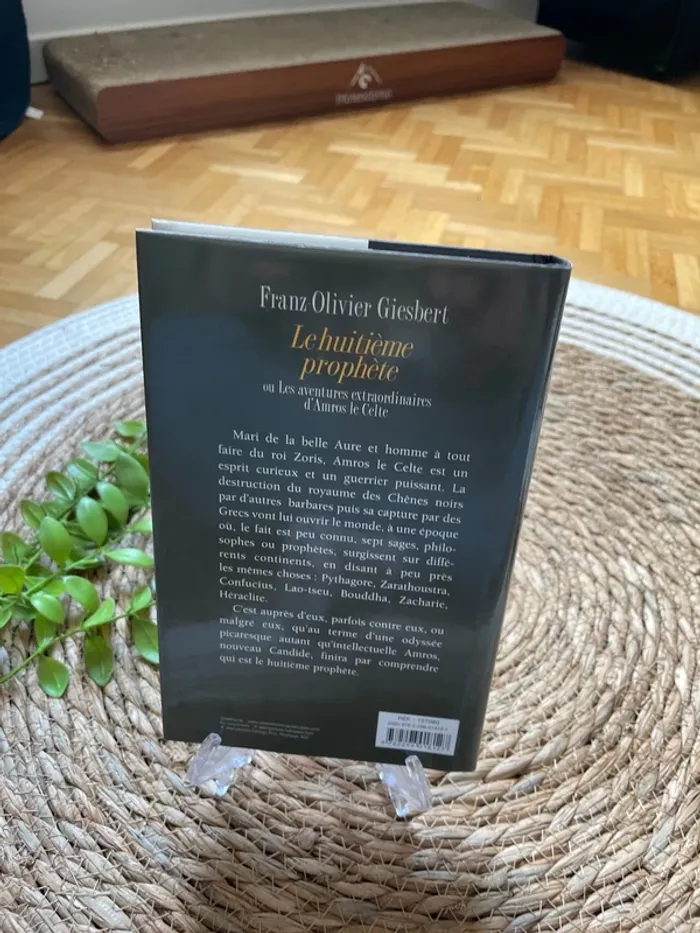 Franz-Olivier Giesbert
Le huitième
prophète
ou Les aventures extraordinaires
d'Amros le Celte
Mari de la belle Aure et homme à tout
faire du roi Zoris, Amros le Celte est un
esprit curieux et un guerrier puissant. La
destruction du royaume des Chênes noirs
par d'autres barbares puis sa capture par des
Grecs vont lui ouvrir le monde, à une époque
où, le fait est peu connu, sept sages, philo-
sophes ou prophètes, surgissent sur diffé-
rents continents, en disant à peu près
les mêmes choses : Pythagore, Zarathoustra,
Confucius, Lao-tseu, Bouddha, Zacharie,
Héraclite.
C'est auprès d'eux, parfois contre eux, ou
malgré eux, qu'au terme d'une odyssée
picaresque autant qu'intellectuelle Amros,
nouveau Candide, finira par comprendre
qui est le huitième prophète.